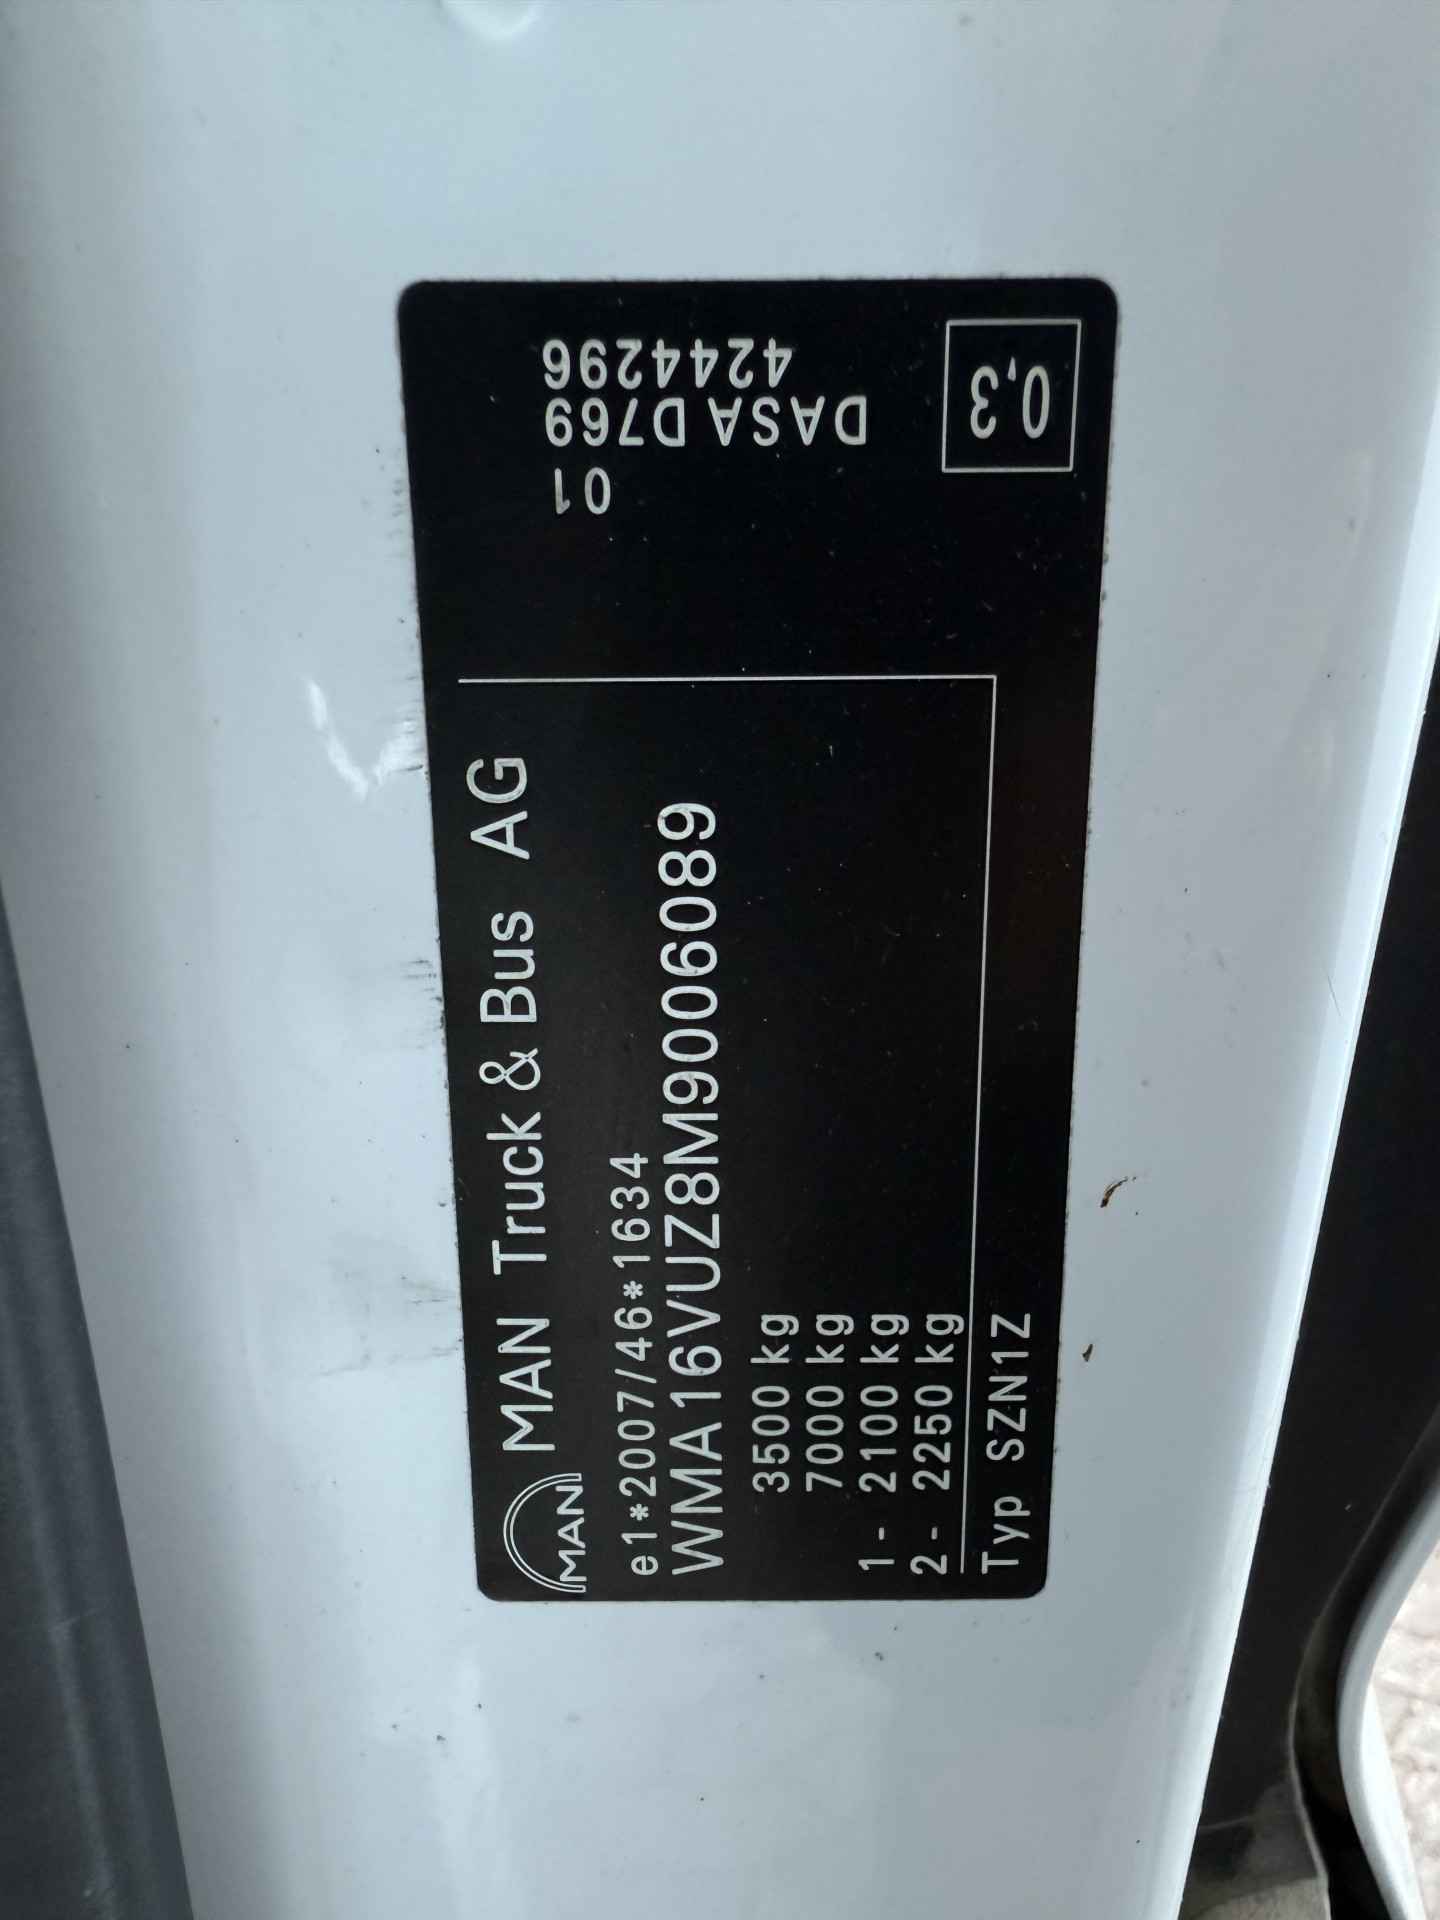 MAN
MAN Truck & Bus AG
e1*2007/46*1634
WMA16VUZ8M9006089
3500 kg
7000 kg
1- 2100 kg
2- 2250 kg
Typ SZN1Z
01
DASA D769
4244296
0,3